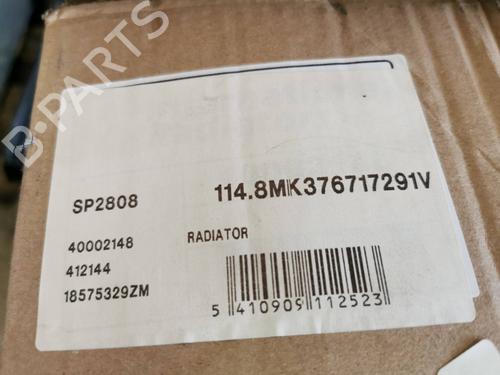 B-PARTS
SP2808
114.8MK376717291V
40002148
RADIATOR
412144
18575329ZM
5 410909 112523